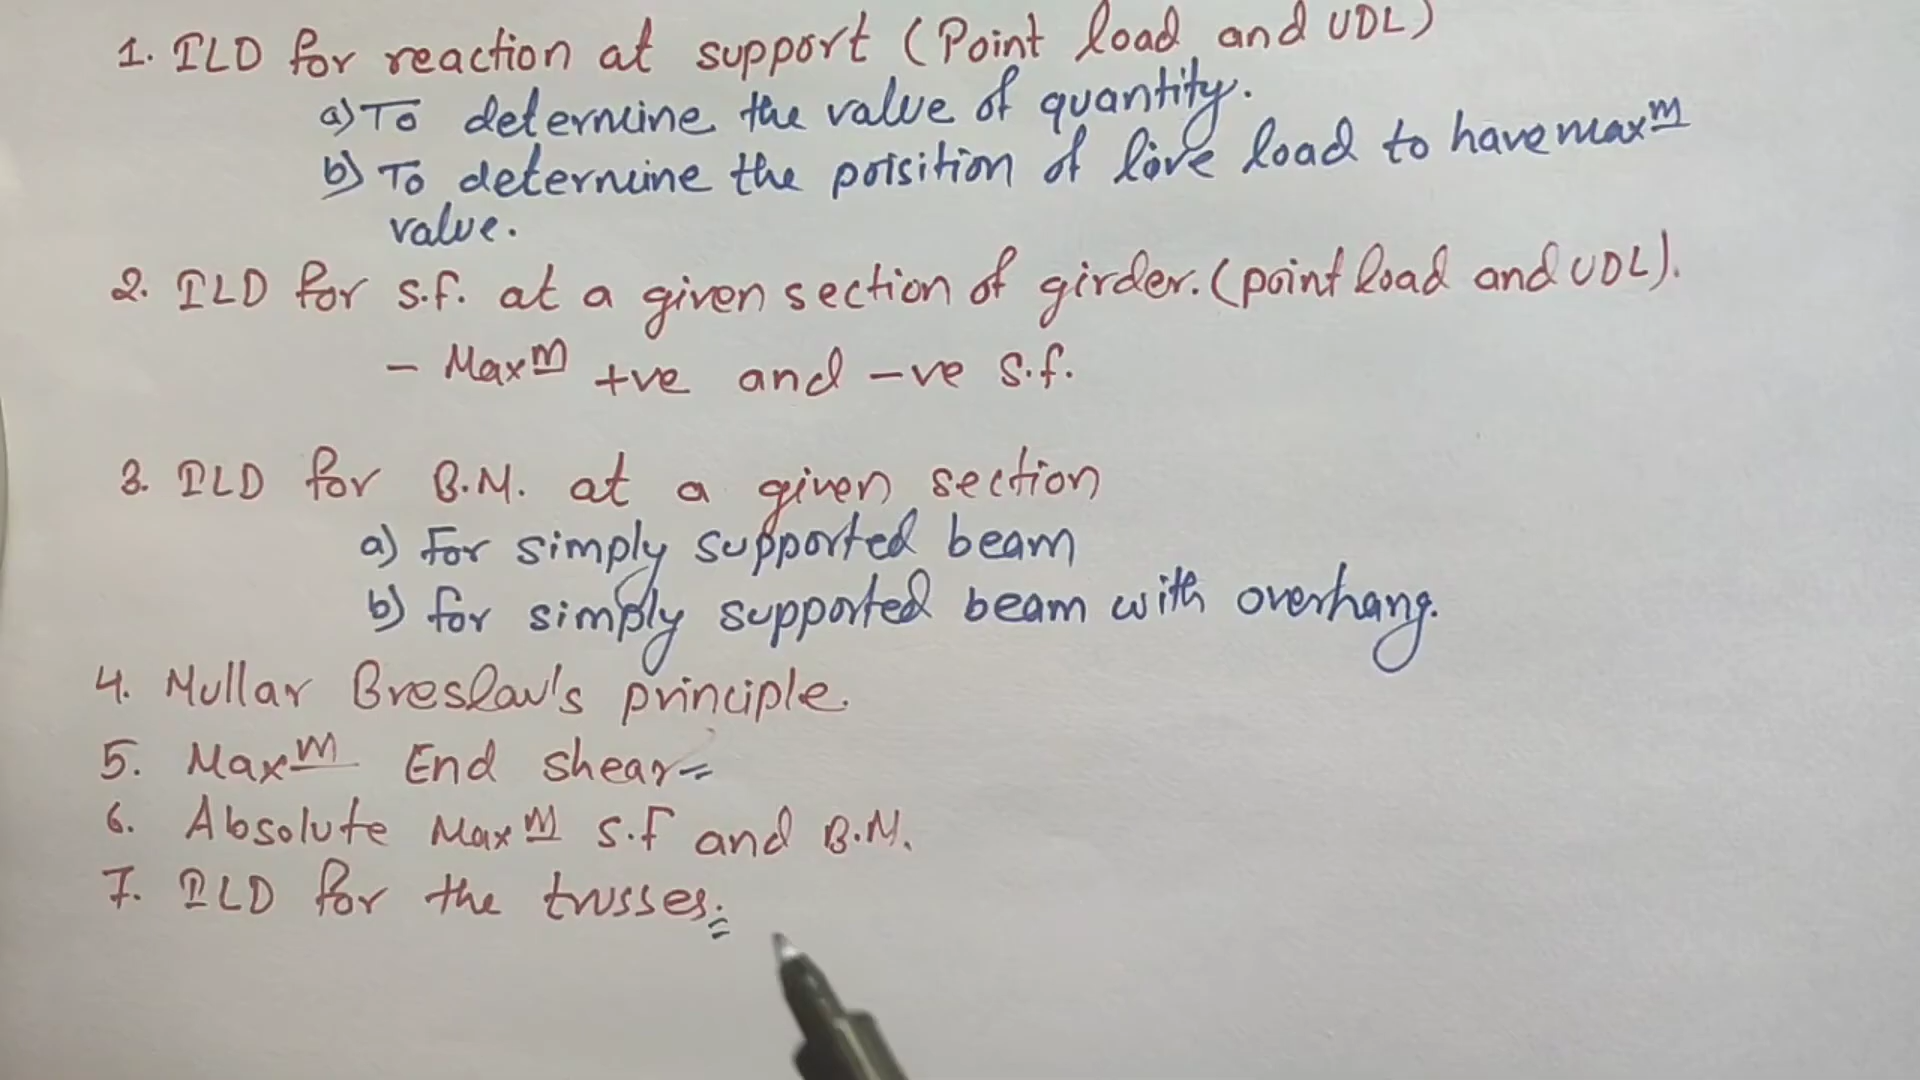 1. ILD for reaction at support (Point load and UDL)
a) To determine the value of quantity.
b) To determine the poisition of live load to have maxm
value.
2. ILD for s.f. at a given section of girder. (point load and UDL).
- Maxm +ve and -ve s.f.
3. ILD for B.M. at a given section
a) for simply supported beam
b) for simply supported beam with overhang.
4. Mullar Breslau's principle.
5. Maxm End shear
6. Absolute Maxm s.f and B.M.
7. ILD for the trusses.